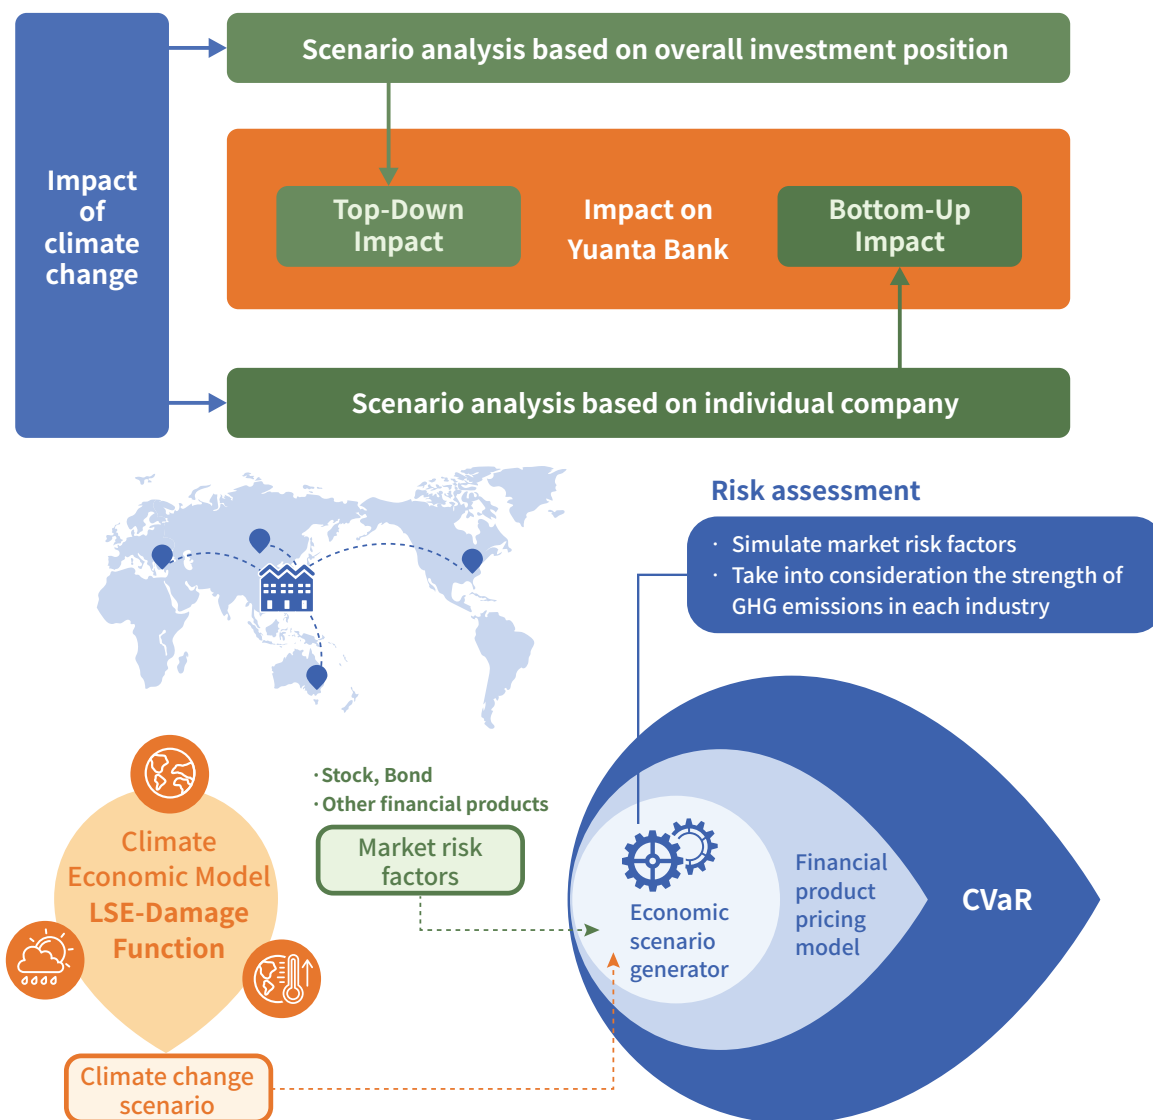 Scenario analysis based on overall investment position
Impact
of
climate
change
Top-Down
Impact
Impact on
Yuanta Bank
Bottom-Up
Impact
Scenario analysis based on individual company
Risk assessment
· Simulate market risk factors
· Take into consideration the strength of
GHG emissions in each industry
· Stock, Bond
· Other financial products
Market risk
factors
Climate
Economic Model
LSE-Damage
Function
Climate change
scenario
Economic
scenario
generator
Financial
product
pricing
model
CVaR